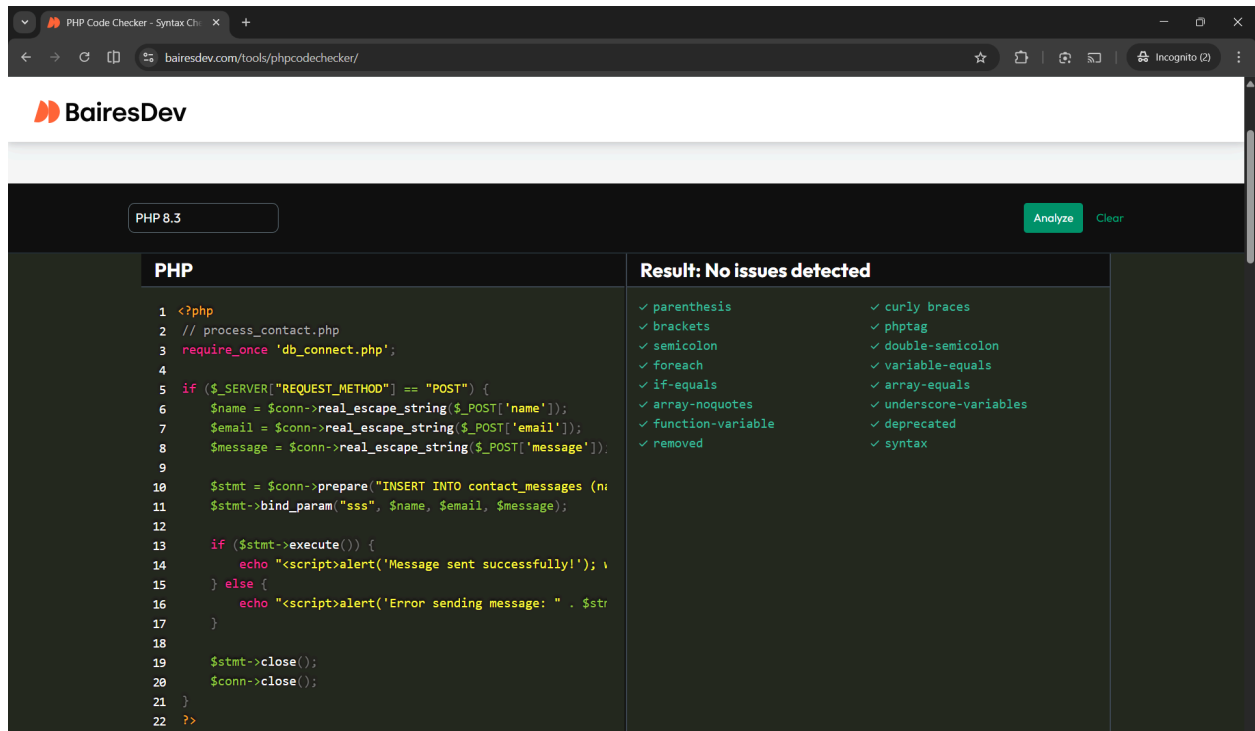 PHP Code Checker - Syntax Ch
bairesdev.com/tools/phpcodechecker/
Incognito (2)
BairesDev
PHP 8.3
Analyze
Clear
PHP
1 <?php
2 // process_contact.php
3 require_once 'db_connect.php';
4
5 if ($_SERVER["REQUEST_METHOD"] == "POST") {
6 $name = $conn->real_escape_string($_POST['name']);
7 $email = $conn->real_escape_string($_POST['email']);
8 $message = $conn->real_escape_string($_POST['message']);
9
10 $stmt = $conn->prepare("INSERT INTO contact_messages (na
11 $stmt->bind_param("sss", $name, $email, $message);
12
13 if ($stmt->execute()) {
14 echo "<script>alert('Message sent successfully!'); w
15 } else {
16 echo "<script>alert('Error sending message: " . $stm
17 }
18
19 $stmt->close();
20 $conn->close();
21 }
22 ?>
Result: No issues detected
✓ parenthesis
✓ brackets
✓ semicolon
✓ foreach
✓ if-equals
✓ array-noquotes
✓ function-variable
✓ removed
✓ curly braces
✓ phptag
✓ double-semicolon
✓ variable-equals
✓ array-equals
✓ underscore-variables
✓ deprecated
✓ syntax